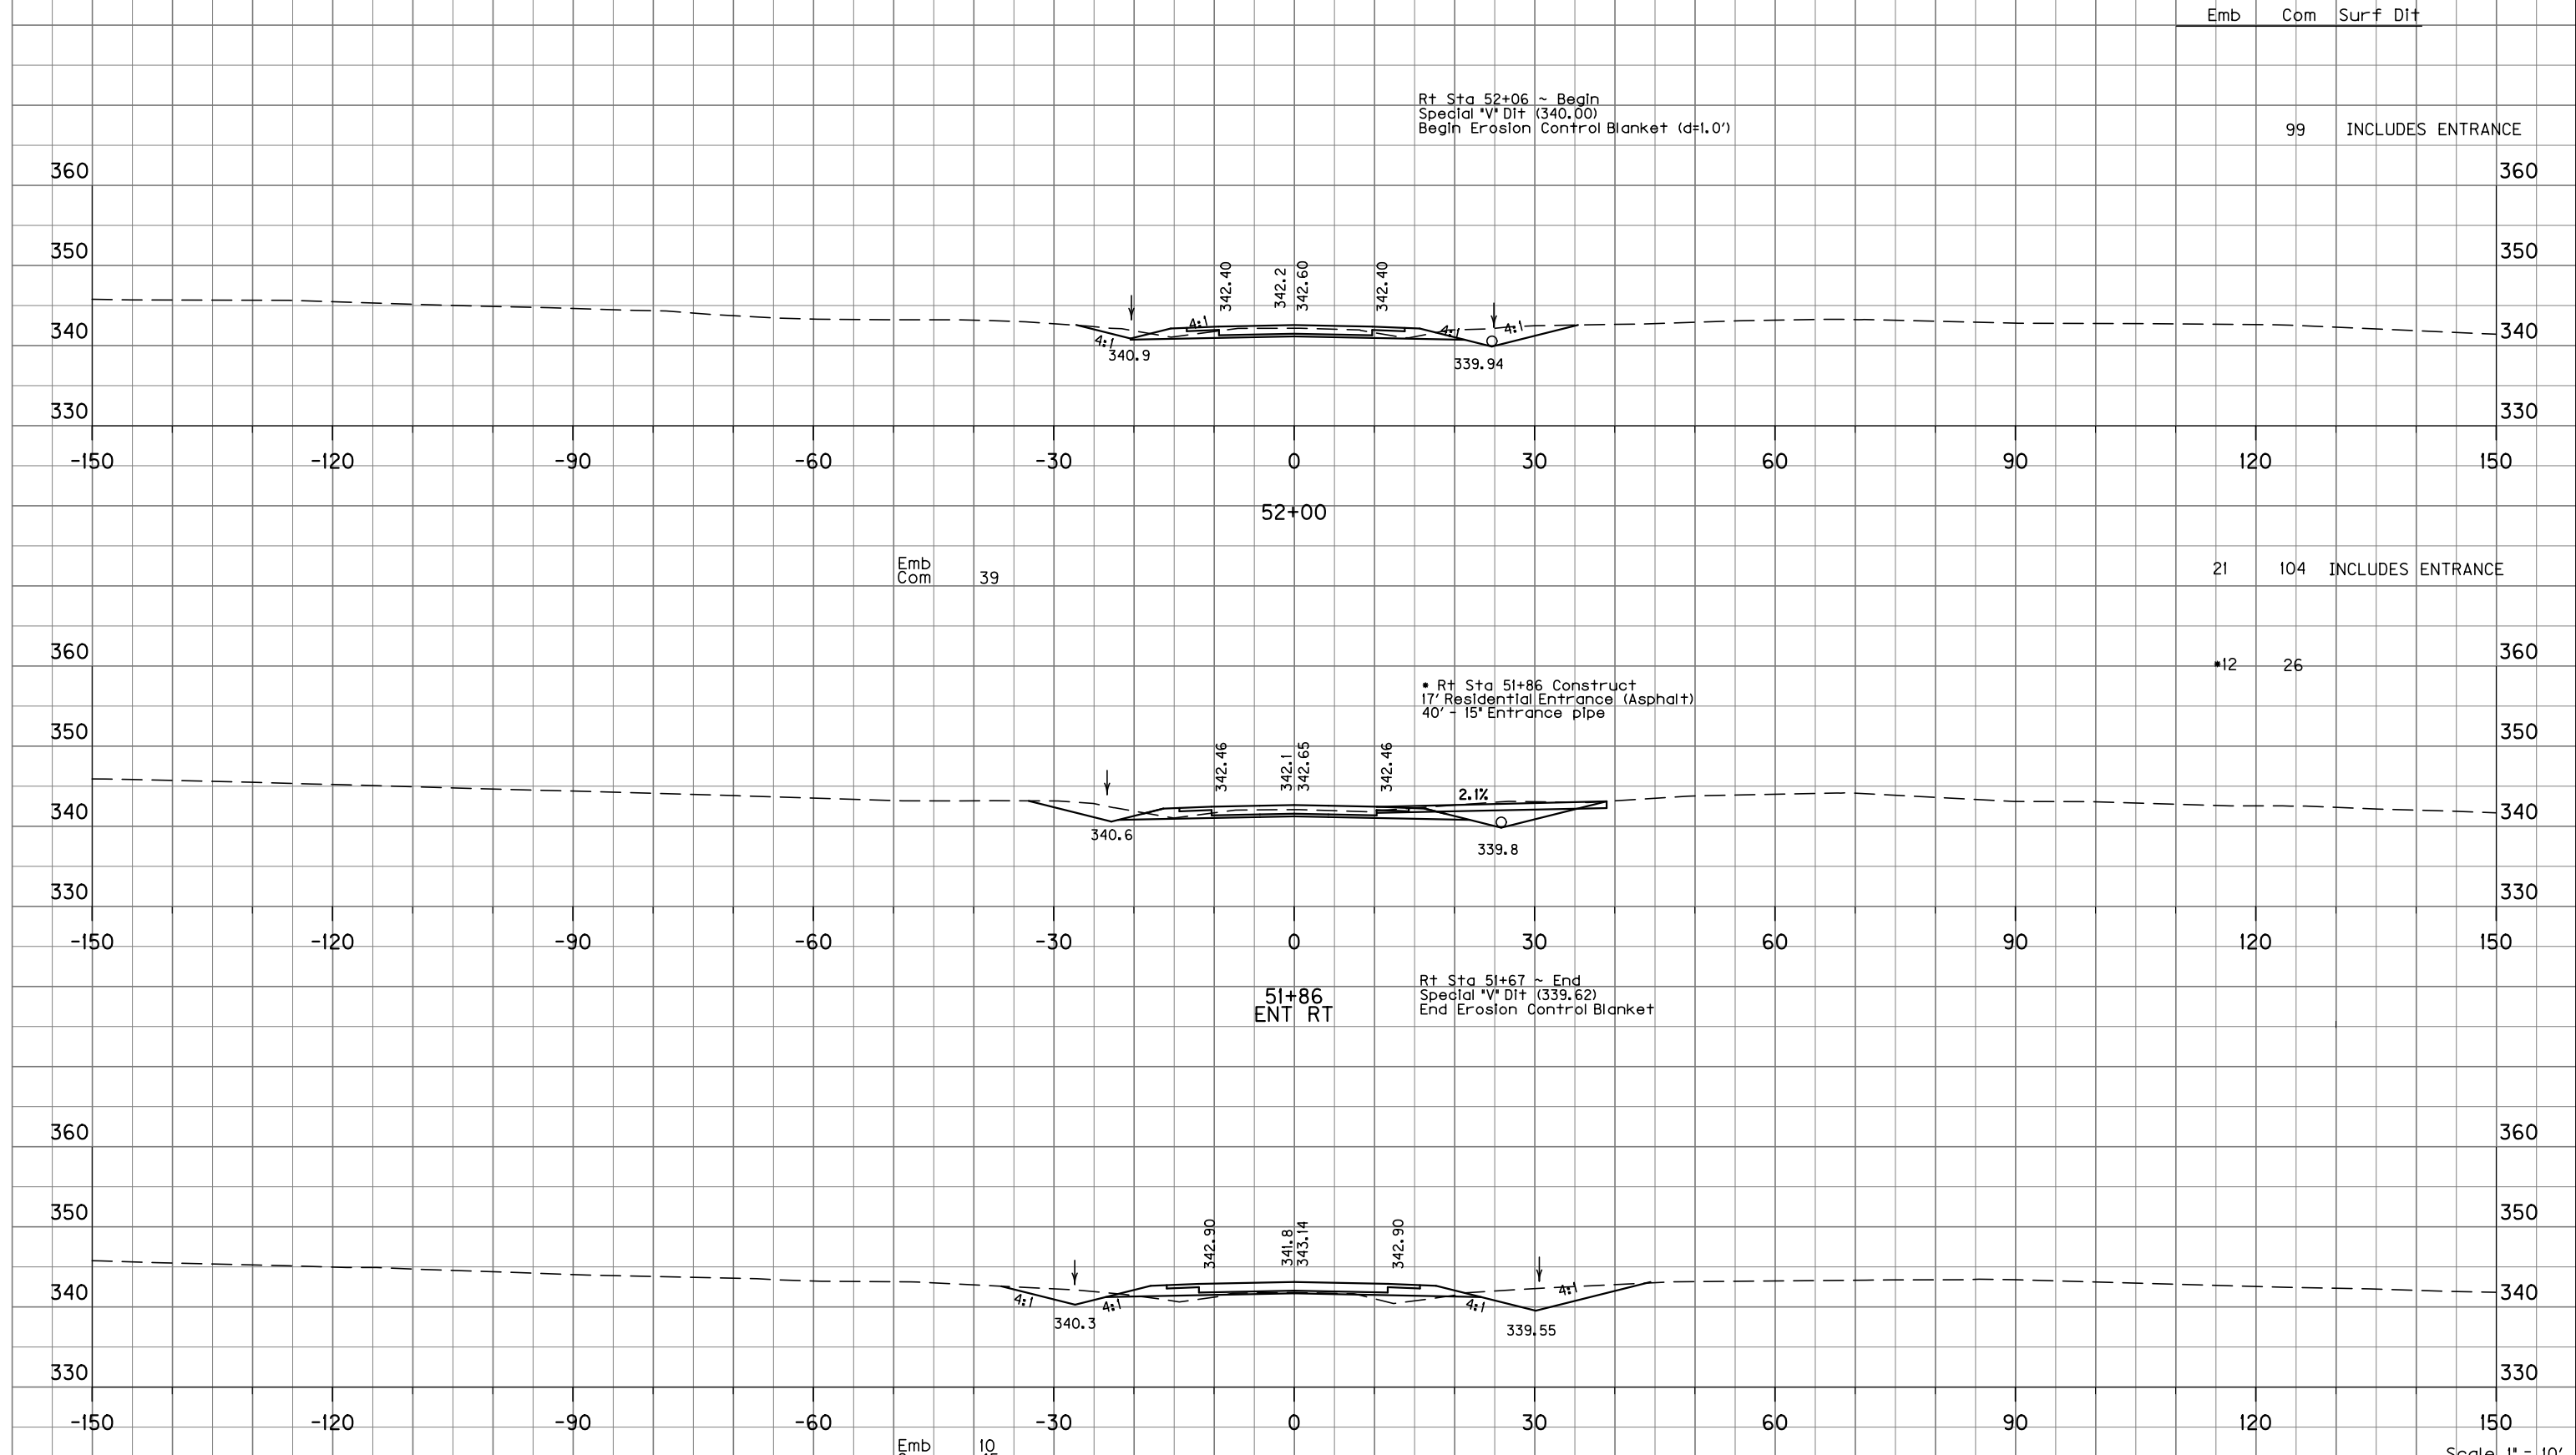 Emb Com Surf Dit
Rt Sta 52+06 ~ Begin
Special "V" Dit (340.00)
Begin Erosion Control Blanket (d=1.0')
99 INCLUDES ENTRANCE
360 360
350 350
342.40 342.2 342.60 342.40
340 340
4:1 4:1 4:1 4:1
340.9 339.94
330 330
-150 -120 -90 -60 -30 0 30 60 90 120 150
52+00
Emb
Com 39
21 104 INCLUDES ENTRANCE
360 360
*12 26
* Rt Sta 51+86 Construct
17' Residential Entrance (Asphalt)
40' - 15" Entrance pipe
350 350
342.46 342.1 342.65 342.46
2.1%
340 340
340.6 339.8
330 330
-150 -120 -90 -60 -30 0 30 60 90 120 150
51+86
ENT RT
Rt Sta 51+67 ~ End
Special "V" Dit (339.62)
End Erosion Control Blanket
360 360
350 350
342.90 341.8 343.14 342.90
340 340
4:1 4:1 4:1 4:1
340.3 339.55
330 330
-150 -120 -90 -60 -30 0 30 60 90 120 150
Emb 10
Scale 1" = 10'